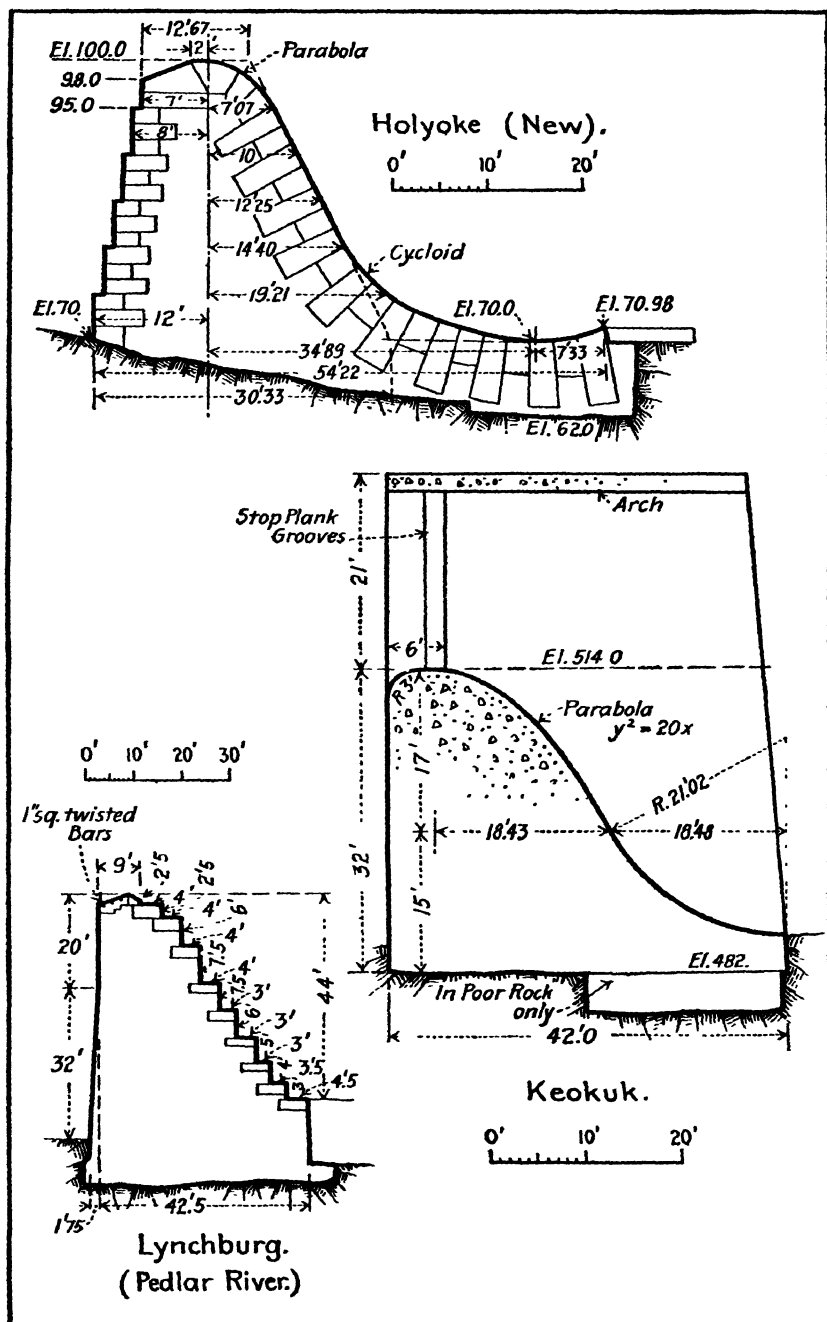 12'.67
2'
Parabola
El.100.0
98.0
95.0
7'
7'.07
8'
10
12'.25
14'.40
19'.21
Cycloid
Holyoke (New).
0' 10' 20'
El.70.
12'
El.70.0
El.70.98
34'.89
7'.33
54'.22
30'.33
El.62.0
Stop Plank
Grooves
Arch
21'
6'
El.514.0
R.3'
Parabola
y² = 20x
17'
R.21'.02
18'.43
18'.48
32'
15'
El.482.
In Poor Rock
only
42'.0
Keokuk.
0' 10' 20'
0' 10' 20' 30'
1"sq. twisted
Bars
9'
2'.5
2'.5
4'
4'
6'
4'
7'.5
4'
7'.5
3'
6
3'
5
3'
4
3'.5
3
4'.5
20'
44'
32'
42'.5
1'.75
Lynchburg.
(Pedlar River.)